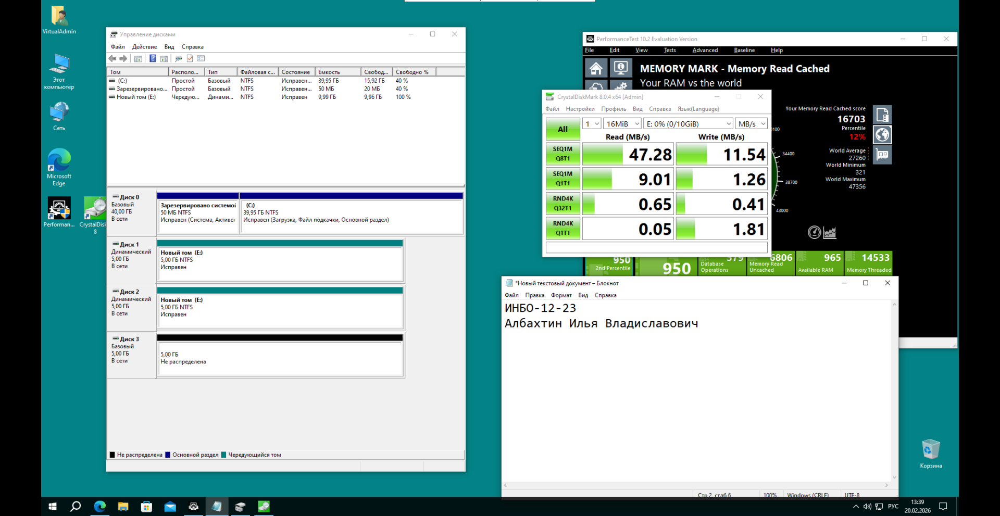 VirtualAdmin
Этот
компьютер
Сеть
Microsoft
Edge
Performan...
CrystalDisk
8
Управление дисками
Файл Действие Вид Справка
Том Располо... Тип Файловая с... Состояние Емкость Свобод... Свободно %
(C:) Простой Базовый NTFS Исправен... 39,95 ГБ 15,92 ГБ 40 %
Зарезервировано... Простой Базовый NTFS Исправен... 50 МБ 20 МБ 40 %
Новый том (E:) Чередую... Динами... NTFS Исправен 9,99 ГБ 9,96 ГБ 100 %
Диск 0
Базовый
40,00 ГБ
В сети
Зарезервировано системой
50 МБ NTFS
Исправен (Система, Активен
(C:)
39,95 ГБ NTFS
Исправен (Загрузка, Файл подкачки, Основной раздел)
Диск 1
Динамический
5,00 ГБ
В сети
Новый том (E:)
5,00 ГБ NTFS
Исправен
Диск 2
Динамический
5,00 ГБ
В сети
Новый том (E:)
5,00 ГБ NTFS
Исправен
Диск 3
Базовый
5,00 ГБ
В сети
5,00 ГБ
Не распределена
Не распределена Основной раздел Чередующийся том
PerformanceTest 10.2 Evaluation Version
File Edit View Tests Advanced Baseline Help
MEMORY MARK - Memory Read Cached
Your RAM vs the world
Your Memory Read Cached score
16703
Percentile
12%
World Average
27260
World Minimum
321
World Maximum
47356
34400
38700
43000
950
2nd Percentile
950
Database
Operations
6806
Memory Read
Uncached
965
Available RAM
14533
Memory Threaded
CrystalDiskMark 8.0.4 x64 [Admin]
Файл Настройки Профиль Вид Справка Язык(Language)
All 1 16MiB E: 0% (0/10GiB) MB/s
Read (MB/s) Write (MB/s)
SEQ1M
Q8T1 47.28 11.54
SEQ1M
Q1T1 9.01 1.26
RND4K
Q32T1 0.65 0.41
RND4K
Q1T1 0.05 1.81
*Новый текстовый документ – Блокнот
Файл Правка Формат Вид Справка
ИНБО-12-23
Албахтин Илья Владиславович
Стр 2, стлб 6 100% Windows (CRLF) UTF-8
Корзина
РУС
13:39
20.02.2026